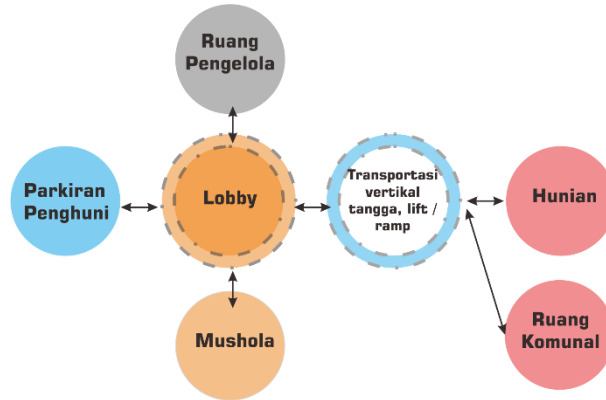 Ruang
Pengelola
Parkiran
Penghuni
Lobby
Transportasi
vertikal
tangga, lift /
ramp
Hunian
Mushola
Ruang
Komunal